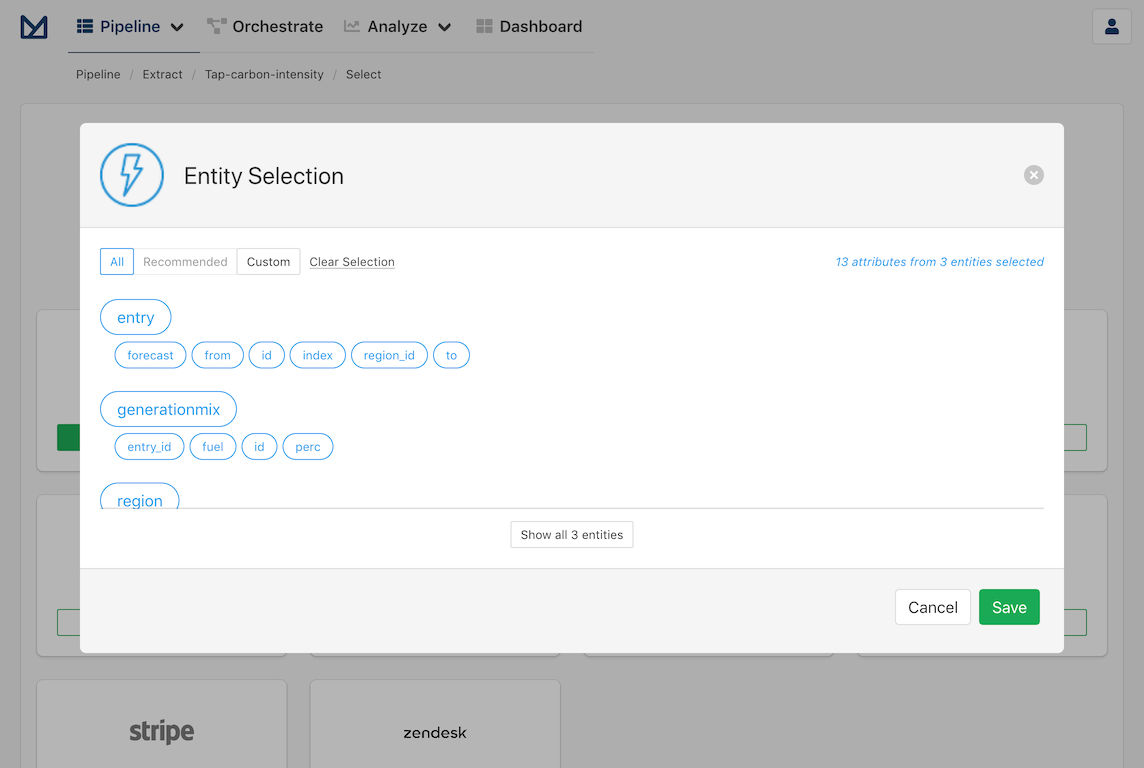 Pipeline Orchestrate Analyze Dashboard
Pipeline / Extract / Tap-carbon-intensity / Select
Entity Selection
All Recommended Custom Clear Selection 13 attributes from 3 entities selected
entry
forecast from id index region_id to
generationmix
entry_id fuel id perc
region
Show all 3 entities
Cancel Save
stripe zendesk